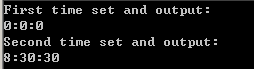 First time set and output:
0:0:0
Second time set and output:
8:30:30